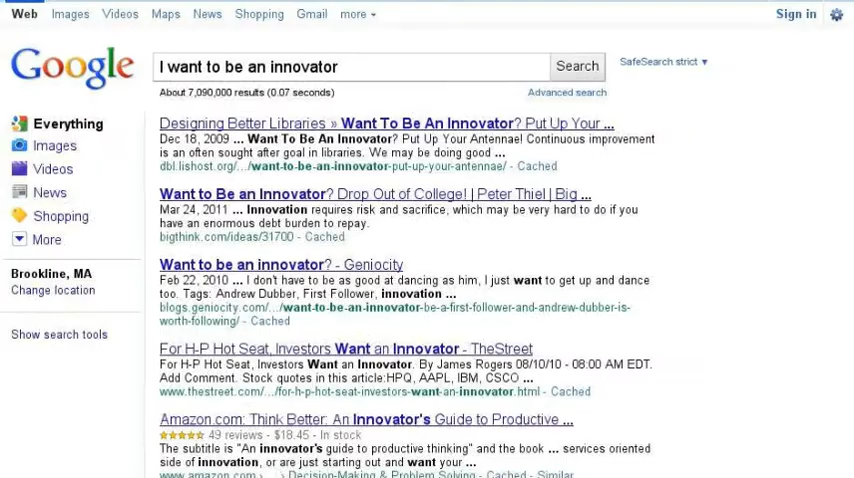 Web Images Videos Maps News Shopping Gmail more Sign in
Google
I want to be an innovator Search SafeSearch strict
About 7,090,000 results (0.07 seconds) Advanced search
Everything
Images
Videos
News
Shopping
More
Brookline, MA
Change location
Show search tools
Designing Better Libraries » Want To Be An Innovator? Put Up Your ...
Dec 18, 2009 ... Want To Be An Innovator? Put Up Your Antennae! Continuous improvement
is an often sought after goal in libraries. We may be doing good ...
dbl.lishost.org/.../want-to-be-an-innovator-put-up-your-antennae/ - Cached
Want to Be an Innovator? Drop Out of College! | Peter Thiel | Big ...
Mar 24, 2011 ... Innovation requires risk and sacrifice, which may be very hard to do if you
have an enormous debt burden to repay.
bigthink.com/ideas/31700 - Cached
Want to be an innovator? - Geniocity
Feb 22, 2010 ... I don't have to be as good at dancing as him, I just want to get up and dance
too. Tags: Andrew Dubber, First Follower, innovation ...
blogs.geniocity.com/.../want-to-be-an-innovator-be-a-first-follower-and-andrew-dubber-is-
worth-following/ - Cached
For H-P Hot Seat, Investors Want an Innovator - TheStreet
For H-P Hot Seat, Investors Want an Innovator. By James Rogers 08/10/10 - 08:00 AM EDT.
Add Comment. Stock quotes in this article:HPQ, AAPL, IBM, CSCO ...
www.thestreet.com/.../for-h-p-hot-seat-investors-want-an-innovator.html - Cached
Amazon.com: Think Better: An Innovator's Guide to Productive ...
49 reviews - $18.45 - In stock
The subtitle is "An innovator's guide to productive thinking" and the book ... services oriented
side of innovation, or are just starting out and want your ...
www.amazon.com › ... › Decision-Making & Problem Solving - Cached - Similar